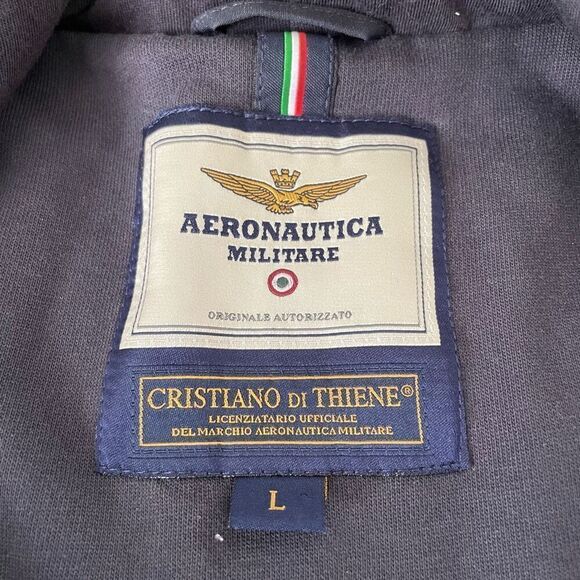 AERONAUTICA
MILITARE
ORIGINALE AUTORIZZATO
CRISTIANO DI THIENE®
LICENZIATARIO UFFICIALE
DEL MARCHIO AERONAUTICA MILITARE
L